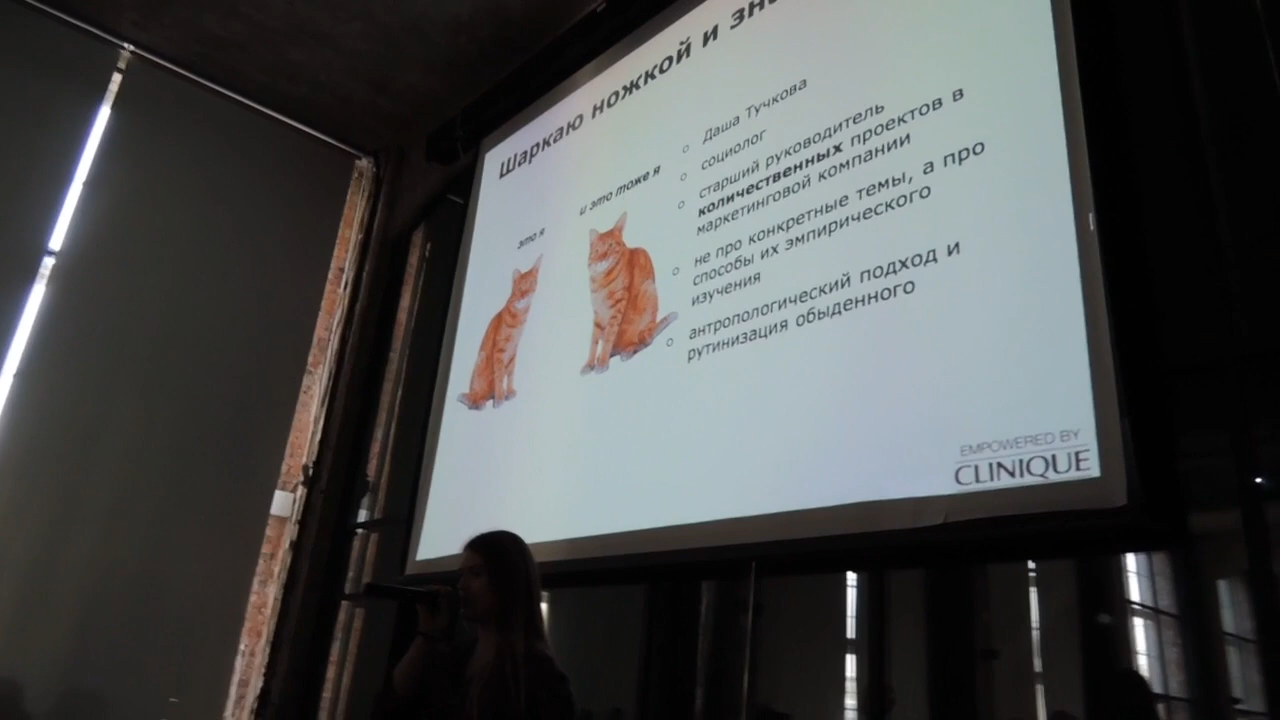 Шаркаю ножкой и
это я
и это тоже я
Даша Тучкова
социолог
старший руководитель
количественных проектов в
маркетинговой компании
не про конкретные темы, а про
способы их эмпирического
изучения
антропологический подход и
рутинизация обыденного
EMPOWERED BY
CLINIQUE